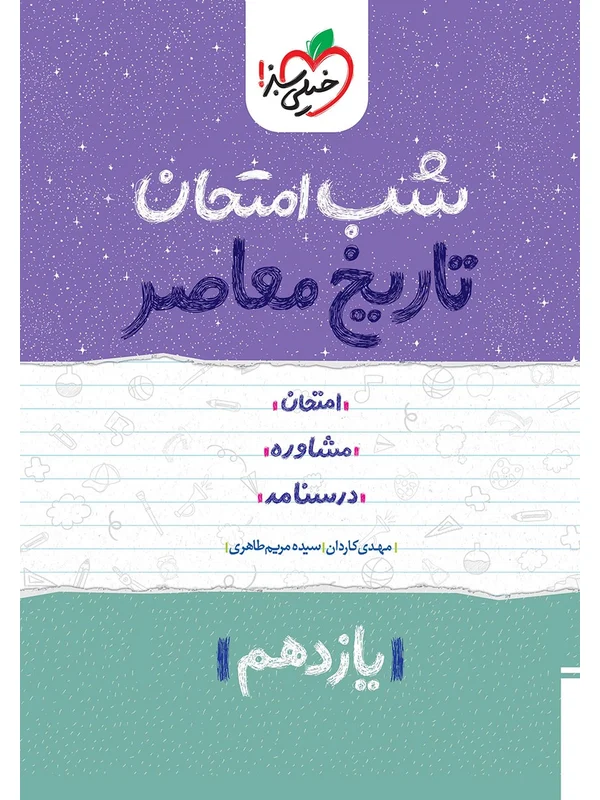 خیلی سبز!
شب امتحان
تاریخ معاصر
امتحان
مشاوره
درسنامه
مهدی کاردان | سیده مریم طاهری
یازدهم